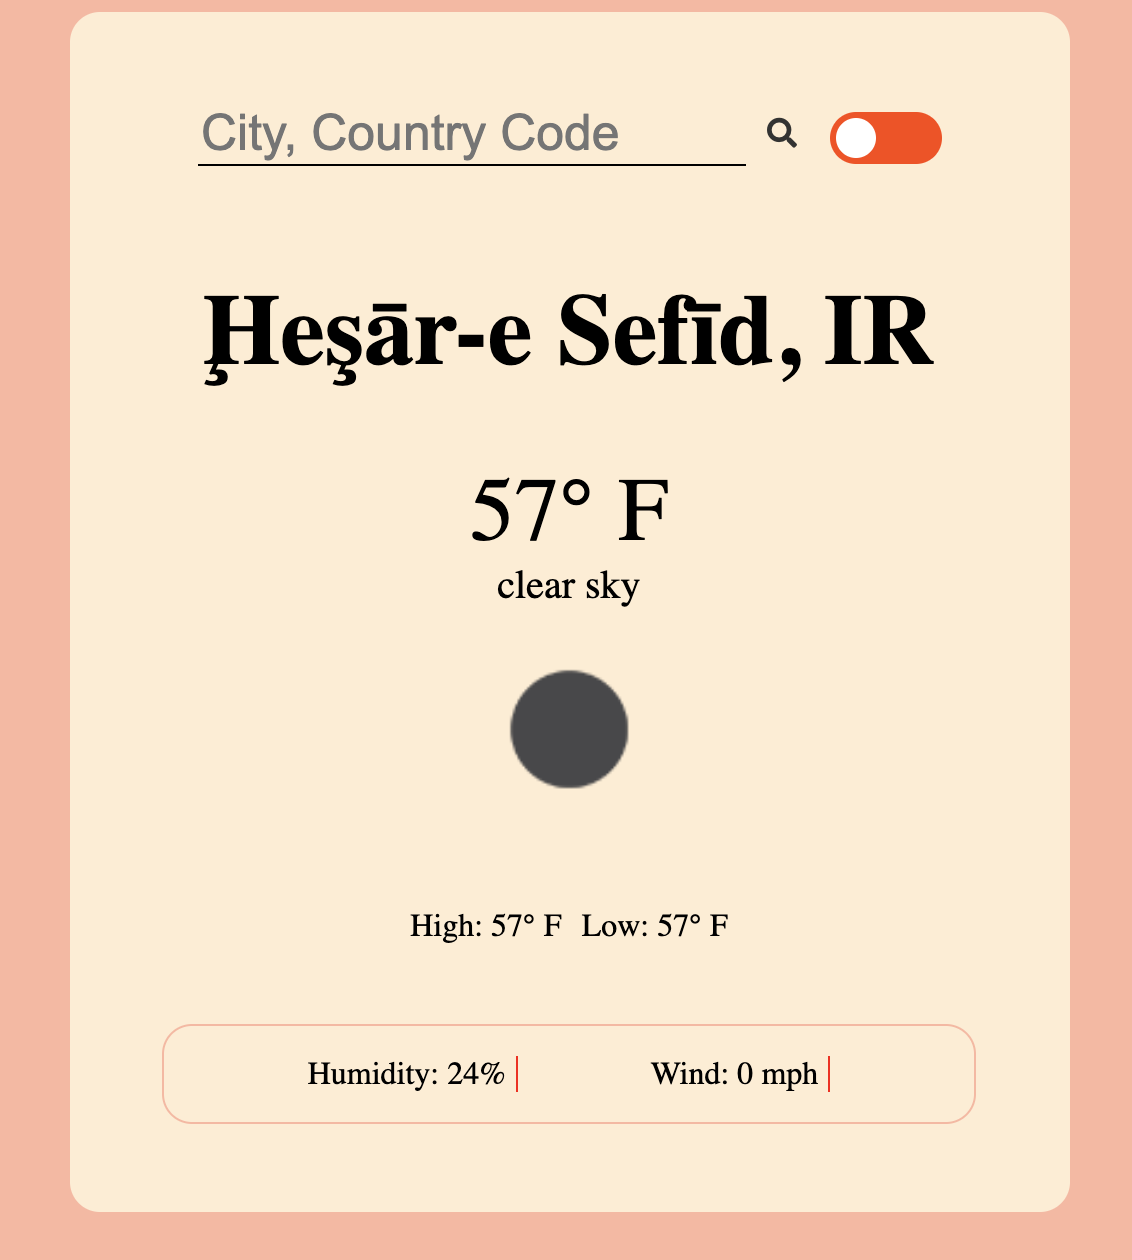 City, Country Code
Ḩeşār-e Sefīd, IR
57° F
clear sky
High: 57° F Low: 57° F
Humidity: 24% Wind: 0 mph